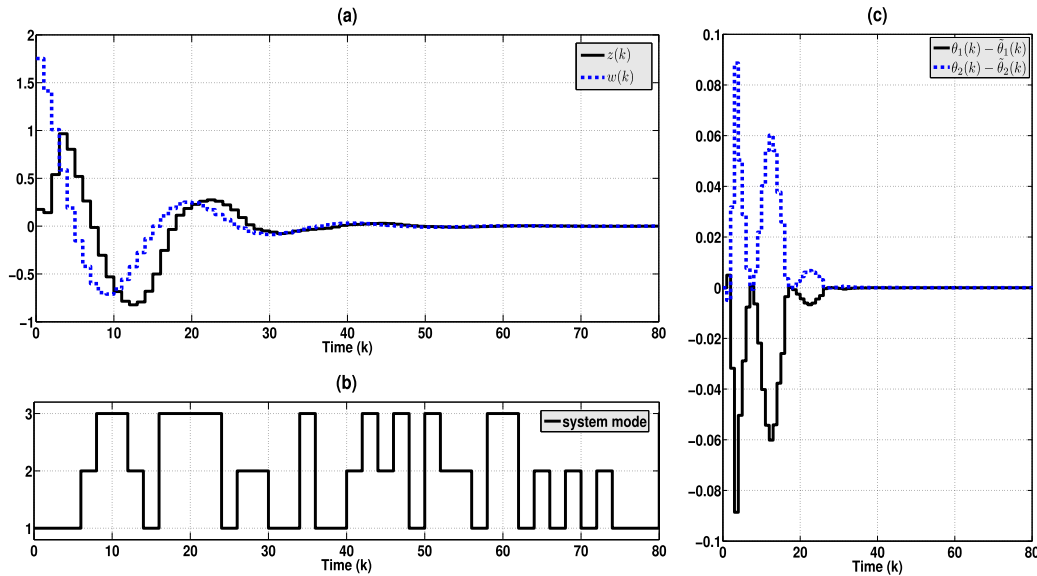 (a)
2
1.5
1
0.5
0
−0.5
−1
0 10 20 30 40 50 60 70 80
Time (k)
z(k)
w(k)
(b)
3
2
1
0 10 20 30 40 50 60 70 80
Time (k)
system mode
(c)
0.1
0.08
0.06
0.04
0.02
0
−0.02
−0.04
−0.06
−0.08
−0.1
0 20 40 60 80
Time (k)
θ₁(k) − θ̃₁(k)
θ₂(k) − θ̃₂(k)